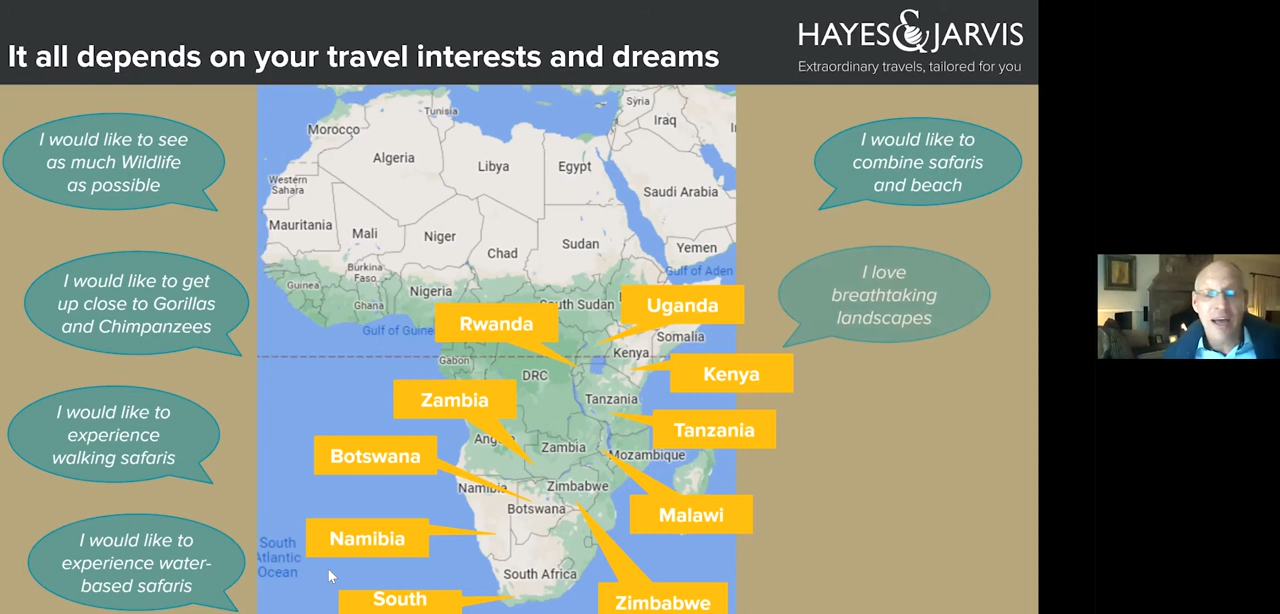 It all depends on your travel interests and dreams
HAYES&JARVIS
Extraordinary travels, tailored for you
I would like to see
as much Wildlife
as possible
I would like to get
up close to Gorillas
and Chimpanzees
I would like to
experience
walking safaris
I would like to
experience water-
based safaris
I would like to
combine safaris
and beach
I love
breathtaking
landscapes
Syria
Tunisia
Iraq
Morocco
Algeria
Libya
Egypt
Western
Sahara
Saudi Arabia
Mauritania
Mali
Niger
Chad
Sudan
Yemen
Burkina
Faso
Gulf of Aden
Guinea
Nigeria
Ghana
South Sudan
Uganda
Rwanda
Gulf of Guine
Somalia
Kenya
Gabon
DRC
Kenya
Tanzania
Zambia
Tanzania
Ang
Zambia
Mozambique
Botswana
Namibia
Zimbabwe
Botswana
Malawi
Namibia
South
Atlantic
Ocean
South Africa
South
Zimbabwe